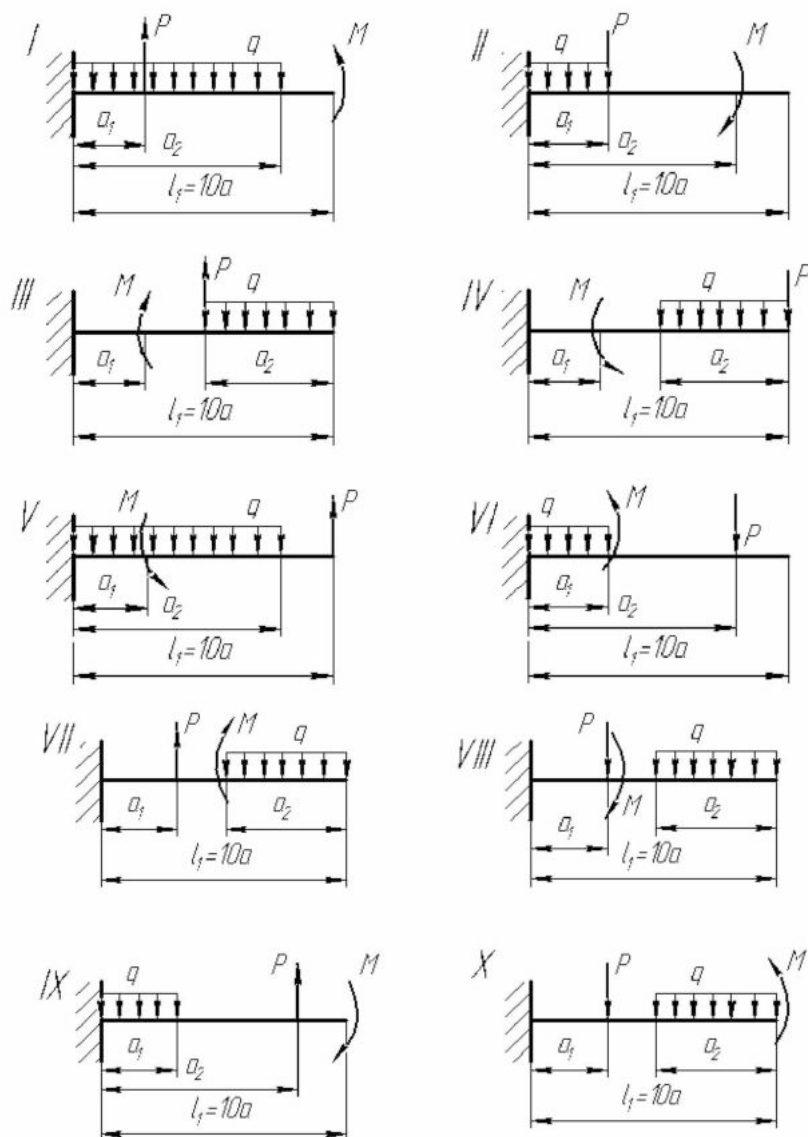 I P q M
a₁
a₂
l₁=10a
II q P M
a₁
a₂
l₁=10a
III M P q
a₁ a₂
l₁=10a
IV M q P
a₁ a₂
l₁=10a
V M q P
a₁
a₂
l₁=10a
VI q M P
a₁
a₂
l₁=10a
VII P M q
a₁ a₂
l₁=10a
VIII P q
M
a₁ a₂
l₁=10a
IX q P M
a₁
a₂
l₁=10a
X P q M
a₁ a₂
l₁=10a